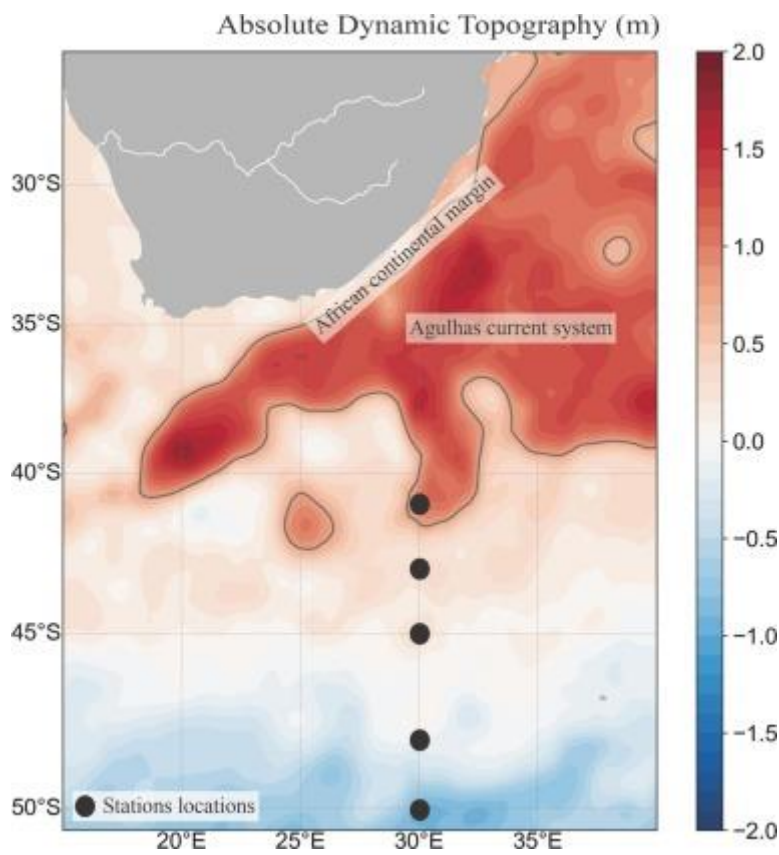 Absolute Dynamic Topography (m)
2.0
1.5
1.0
0.5
0.0
−0.5
−1.0
−1.5
−2.0
30°S
35°S
40°S
45°S
50°S
African continental margin
Agulhas current system
Stations locations
20°E
25°E
30°E
35°E